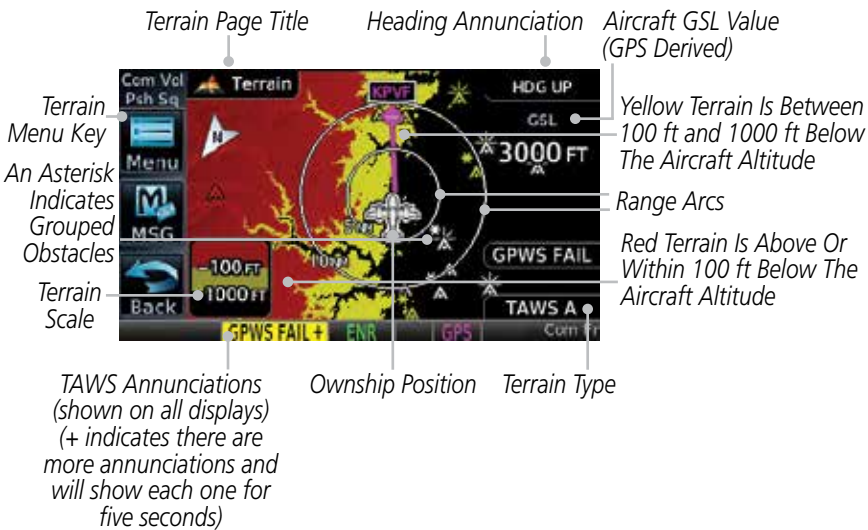 Terrain Page Title
Heading Annunciation
Aircraft GSL Value
(GPS Derived)
Terrain
Menu Key
An Asterisk
Indicates
Grouped
Obstacles
Terrain
Scale
Com Vol
Psh Sq
Menu
MSG
Back
Terrain
KPVF
N
HDG UP
GSL
3000 FT
5NM
10NM
-100 FT
-1000 FT
GPWS FAIL
TAWS A
GPWS FAIL +
ENR
GPS
Com Fr
Yellow Terrain Is Between
100 ft and 1000 ft Below
The Aircraft Altitude
Range Arcs
Red Terrain Is Above Or
Within 100 ft Below The
Aircraft Altitude
TAWS Annunciations
(shown on all displays)
(+ indicates there are
more annunciations and
will show each one for
five seconds)
Ownship Position
Terrain Type